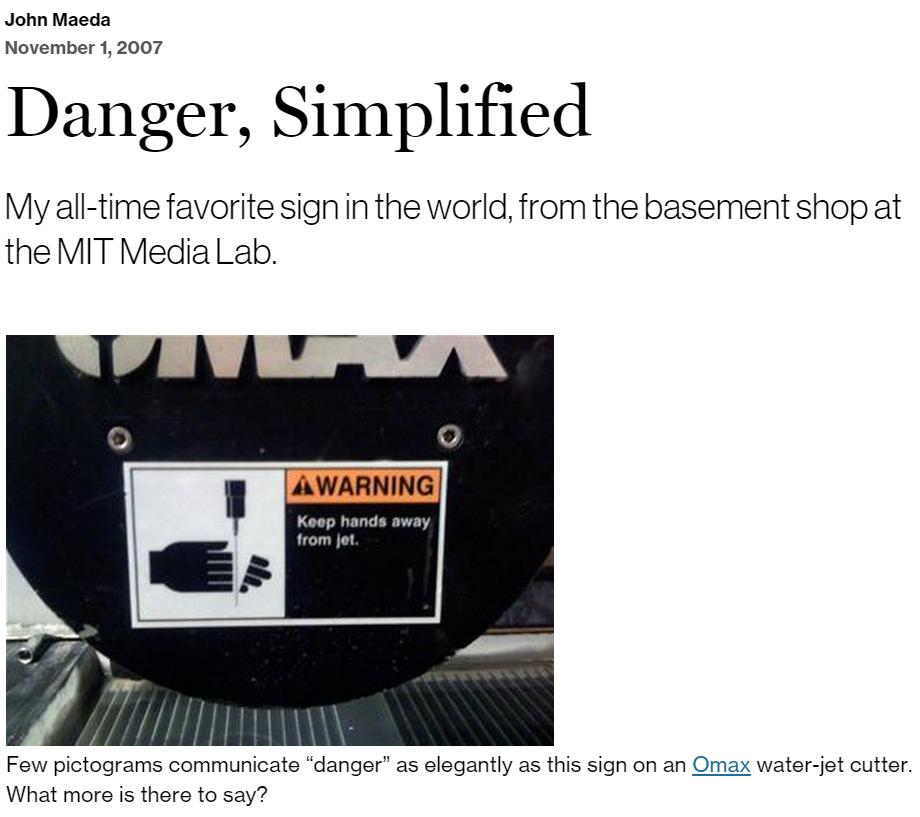 John Maeda
November 1, 2007
Danger, Simplified
My all-time favorite sign in the world, from the basement shop at
the MIT Media Lab.
OMAX
WARNING
Keep hands away
from jet.
Few pictograms communicate “danger” as elegantly as this sign on an Omax water-jet cutter.
What more is there to say?